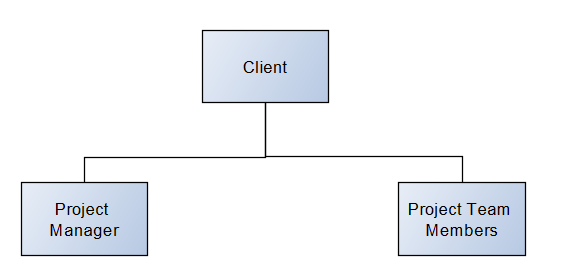 Client
Project
Manager
Project Team
Members